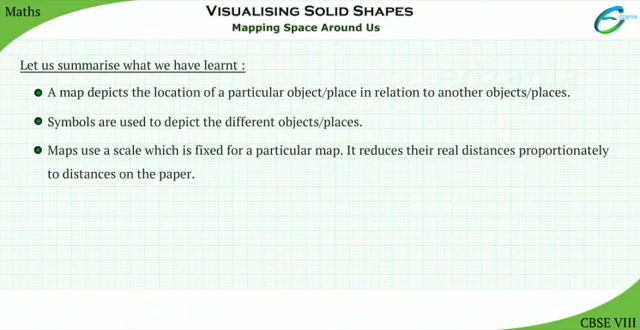 Maths
VISUALISING SOLID SHAPES
Mapping Space Around Us
edzania
Let us summarise what we have learnt :
edzania
A map depicts the location of a particular object/place in relation to another objects/places.
Symbols are used to depict the different objects/places.
Maps use a scale which is fixed for a particular map. It reduces their real distances proportionately
to distances on the paper.
CBSE VIII